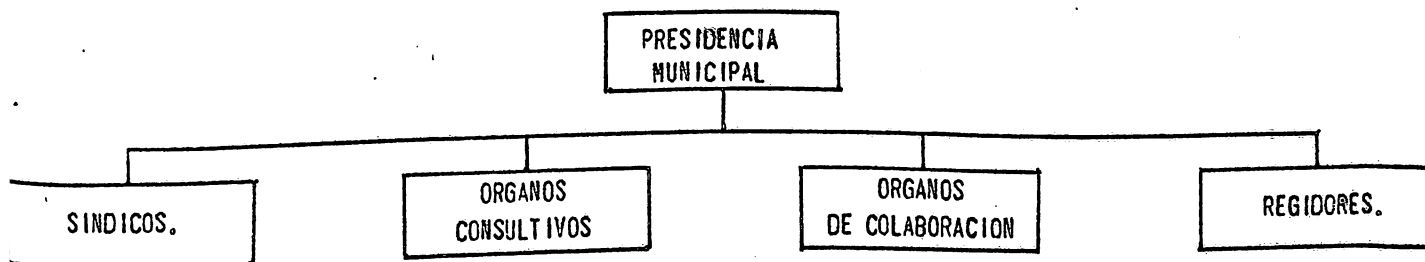 PRESIDENCIA
MUNICIPAL
SINDICOS.
ORGANOS
CONSULTIVOS
ORGANOS
DE COLABORACION
REGIDORES.